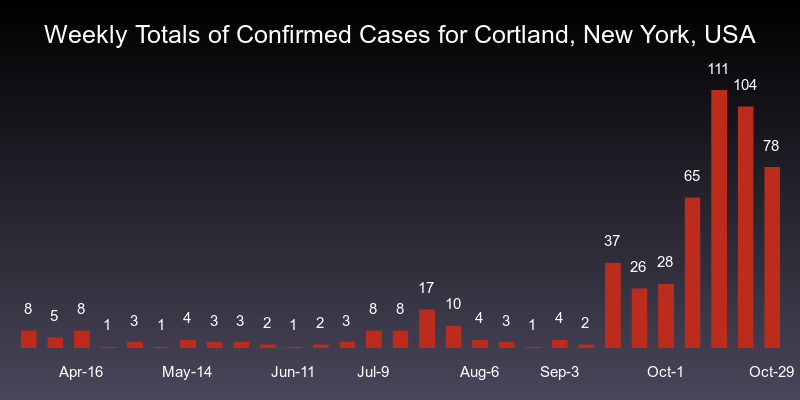 Weekly Totals of Confirmed Cases for Cortland, New York, USA
8 5 8 1 3 1 4 3 3 2 1 2 3 8 8 17 10 4 3 1 4 2 37 26 28 65 111 104 78
Apr-16 May-14 Jun-11 Jul-9 Aug-6 Sep-3 Oct-1 Oct-29